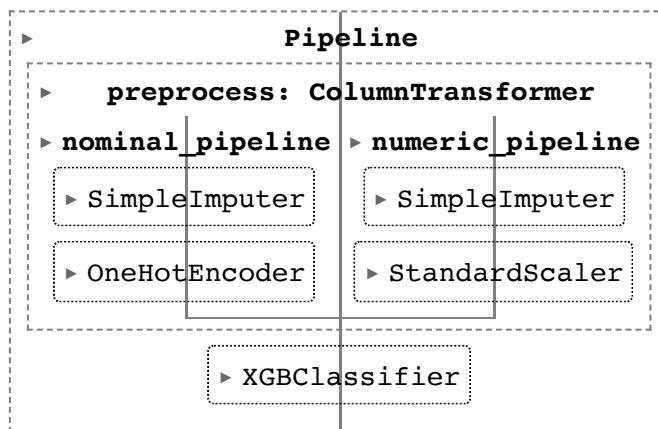 Pipeline
preprocess: ColumnTransformer
nominal_pipeline numeric_pipeline
SimpleImputer SimpleImputer
OneHotEncoder StandardScaler
XGBClassifier